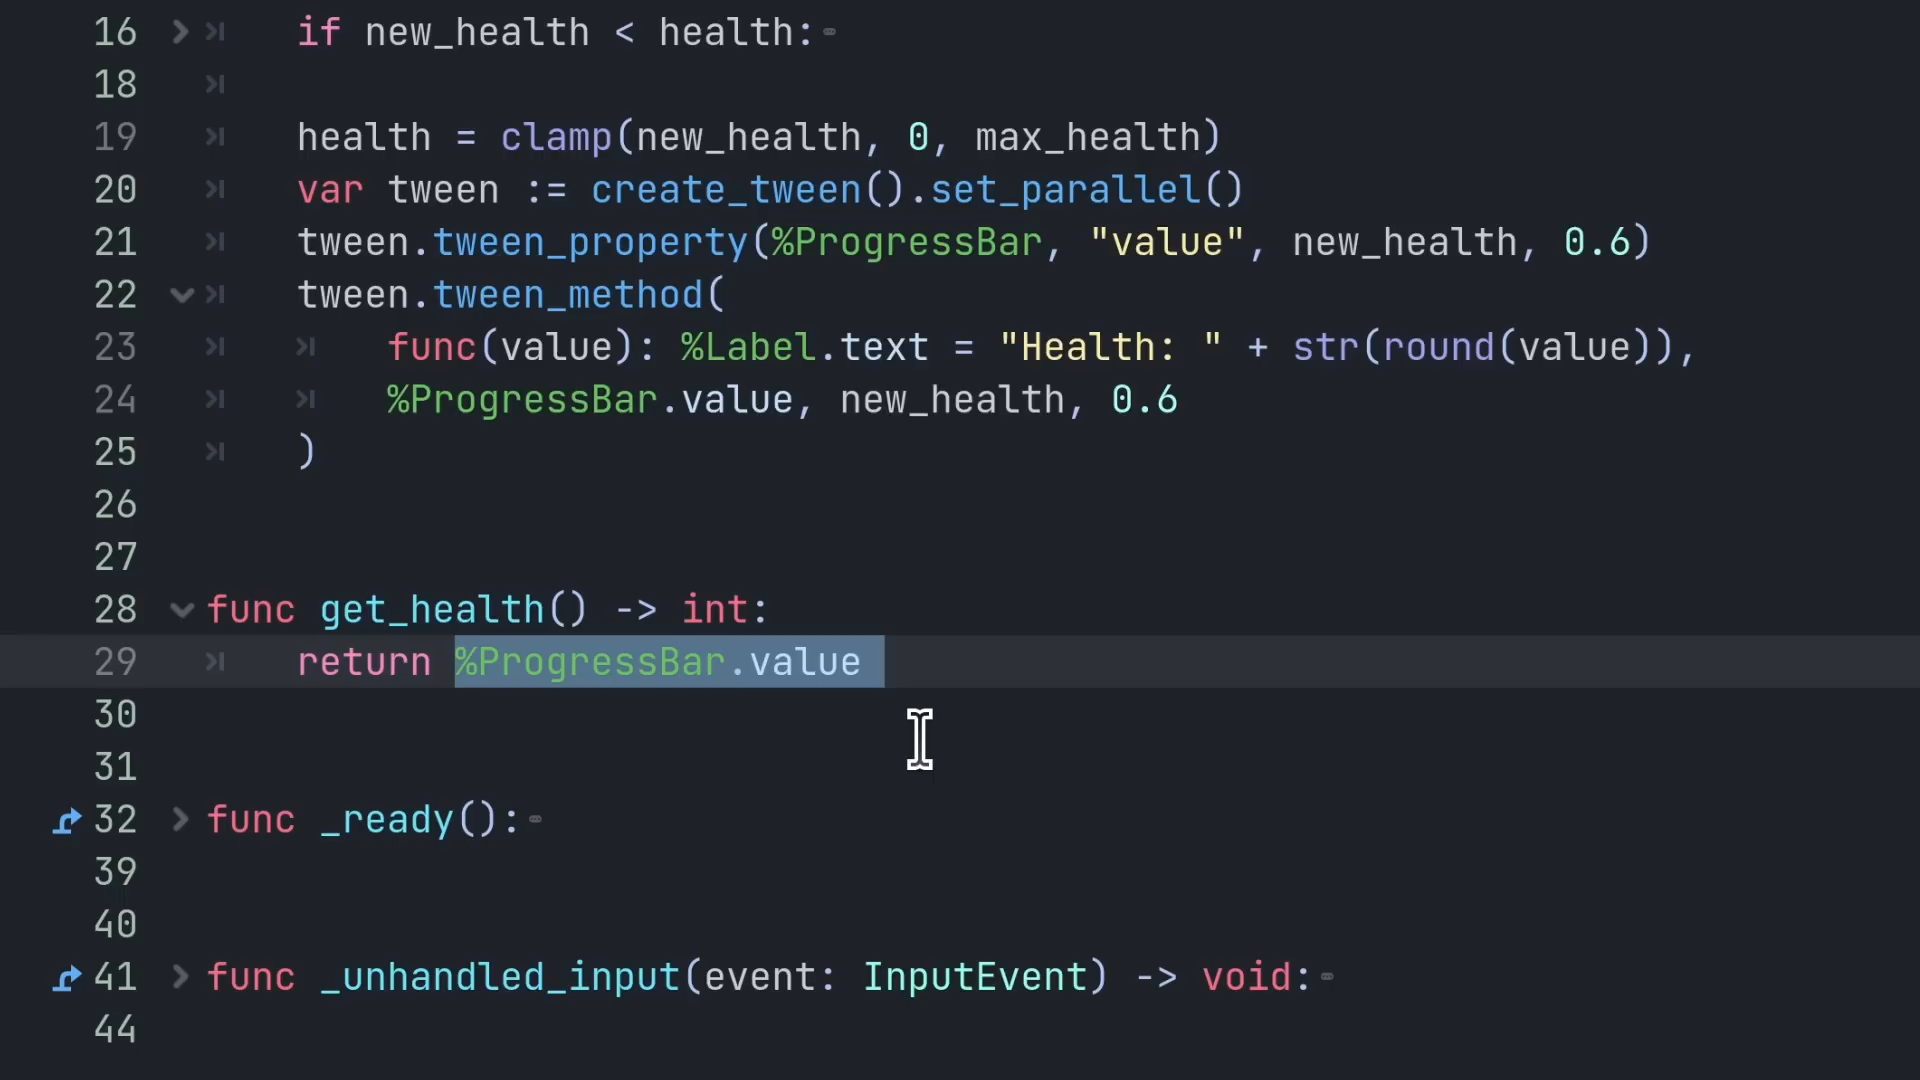 16 if new_health < health:
18
19 health = clamp(new_health, 0, max_health)
20 var tween := create_tween().set_parallel()
21 tween.tween_property(%ProgressBar, "value", new_health, 0.6)
22 tween.tween_method(
23 func(value): %Label.text = "Health: " + str(round(value)),
24 %ProgressBar.value, new_health, 0.6
25 )
26
27
28 func get_health() -> int:
29 return %ProgressBar.value
30
31
32 func _ready():
39
40
41 func _unhandled_input(event: InputEvent) -> void:
44